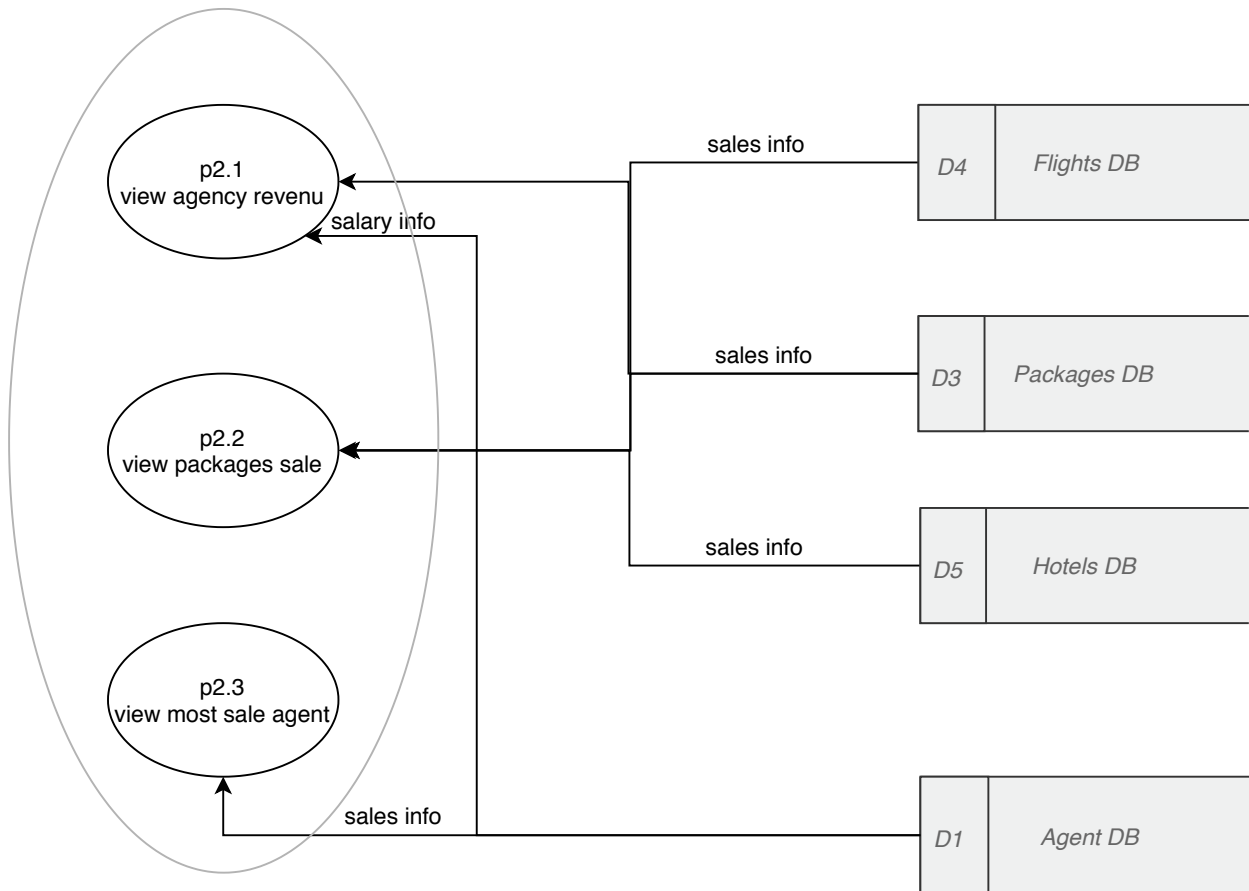 sales info
D4
Flights DB
p2.1
view agency revenu
salary info
sales info
D3
Packages DB
p2.2
view packages sale
sales info
D5
Hotels DB
p2.3
view most sale agent
sales info
D1
Agent DB